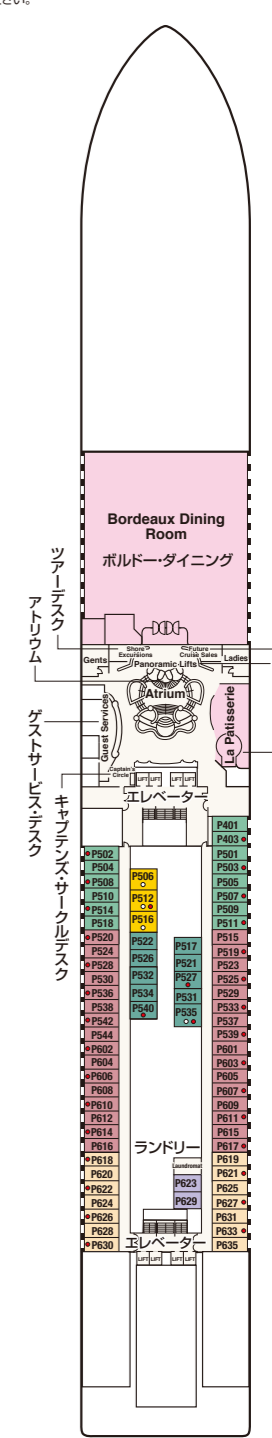 さい。
Bordeaux Dining
Room
ボルドー・ダイニング
ツアーデスク
アトリウム
ゲストサービス・デスク
キャプテンズ・サークルデスク
Shore
Excursions
Future
Cruise Sales
Gents
Panoramic Lifts
Ladies
Atrium
Guest Services
La Patisserie
Captain's
Circle
LIFT LIFT LIFT LIFT
エレベーター
P401
P403
P502 P501
P504 P503
P508 P505
P510 P507
P514 P509
P518 P511
P520 P515
P524 P519
P528 P523
P530 P525
P536 P529
P538 P533
P542 P537
P544 P539
P602 P601
P604 P603
P606 P605
P608 P607
P610 P609
P612 P611
P614 P615
P616 P617
P618 P619
P620 P621
P622 P625
P624 P627
P626 P631
P628 P633
P630 P635
P506
P512
P516
P522
P526
P532
P534
P540
P517
P521
P527
P531
P535
ランドリー
Laundromat
P623
P629
エレベーター
LIFT LIFT LIFT LIFT